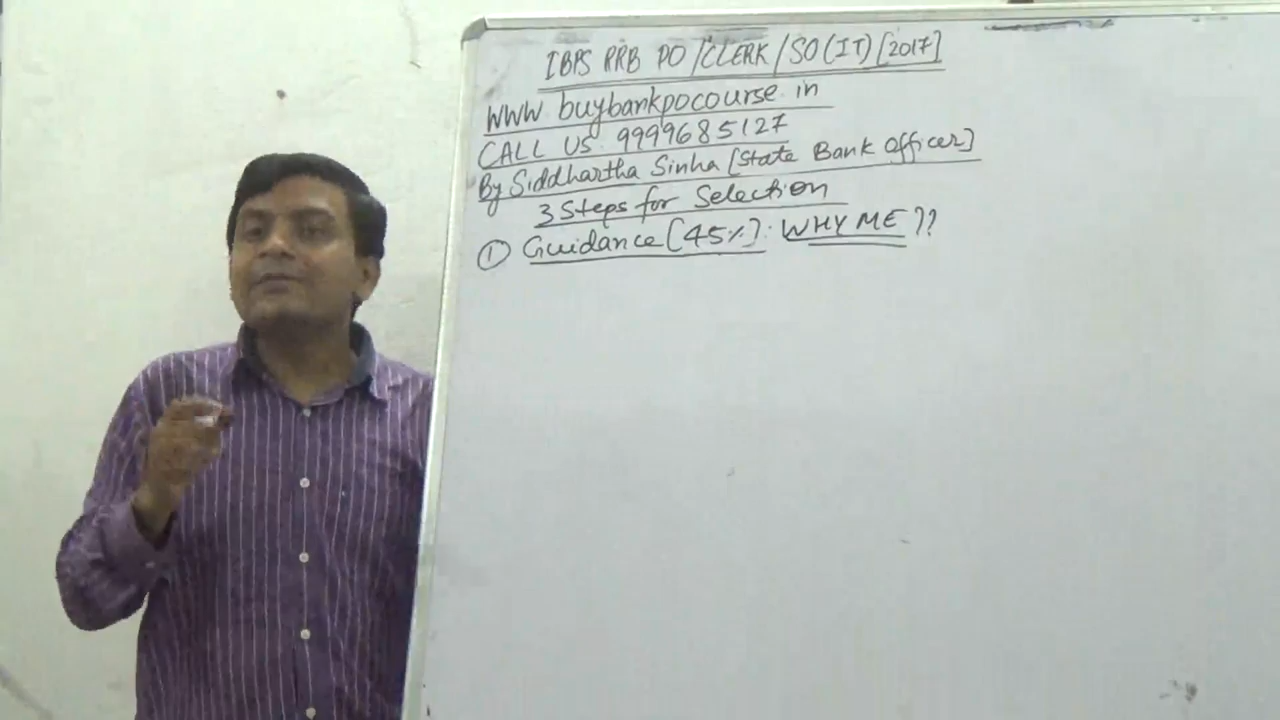 IBPS RRB PO/CLERK/SO(IT)[2017]
WWW buybankpocourse in
CALL US 9999685127
By Siddhartha Sinha [State Bank officer]
3 Steps for Selection
① Guidance [45%]: WHY ME ??